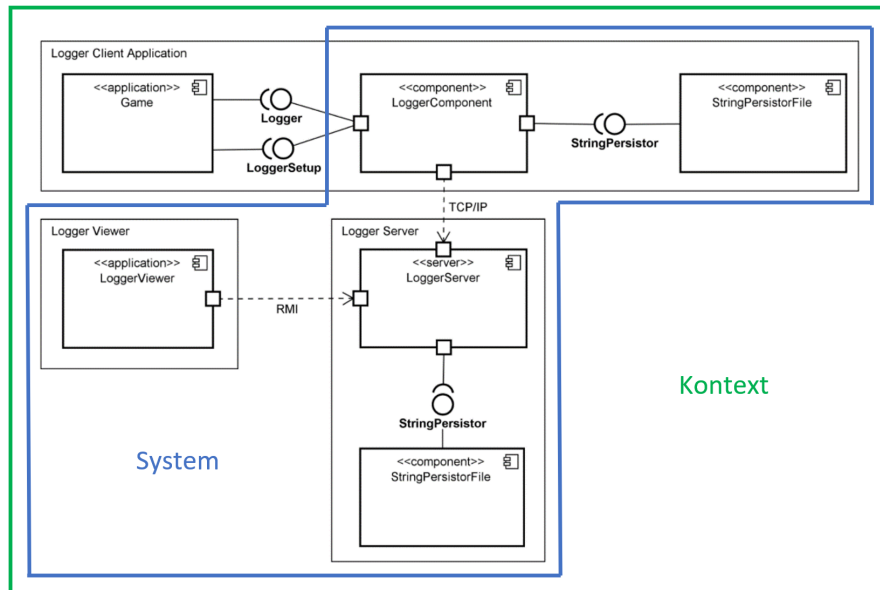 Logger Client Application
<<application>>
Game
Logger
LoggerSetup
<<component>>
LoggerComponent
StringPersistor
<<component>>
StringPersistorFile
TCP/IP
Logger Viewer
<<application>>
LoggerViewer
RMI
Logger Server
<<server>>
LoggerServer
StringPersistor
<<component>>
StringPersistorFile
System
Kontext